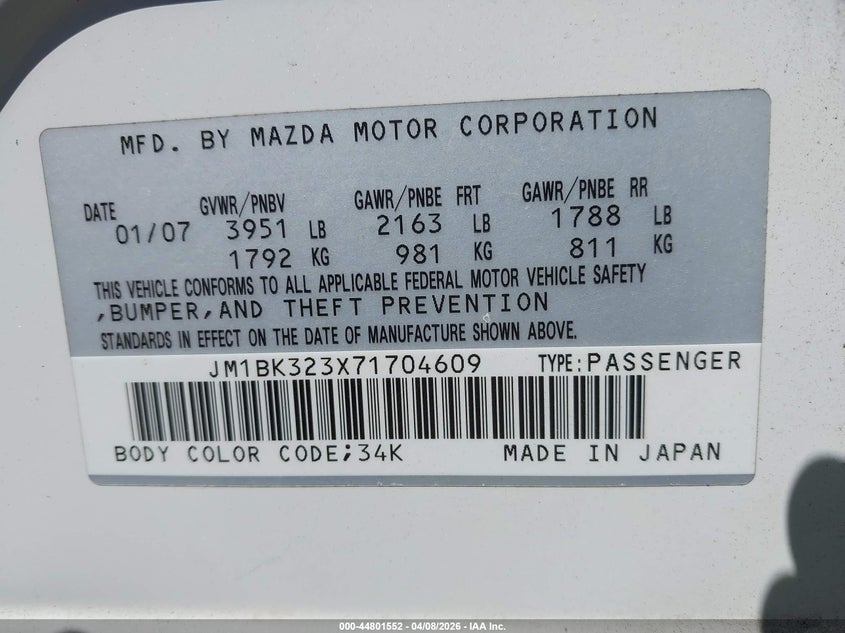 MFD. BY MAZDA MOTOR CORPORATION
DATE GVWR/PNBV GAWR/PNBE FRT GAWR/PNBE RR
01/07 3951 LB 2163 LB 1788 LB
1792 KG 981 KG 811 KG
THIS VEHICLE CONFORMS TO ALL APPLICABLE FEDERAL MOTOR VEHICLE SAFETY
,BUMPER,AND THEFT PREVENTION
STANDARDS IN EFFECT ON THE DATE OF MANUFACTURE SHOWN ABOVE.
JM1BK323X71704609 TYPE:PASSENGER
BODY COLOR CODE;34K MADE IN JAPAN
000-44801552 - 04/08/2026 - IAA Inc.